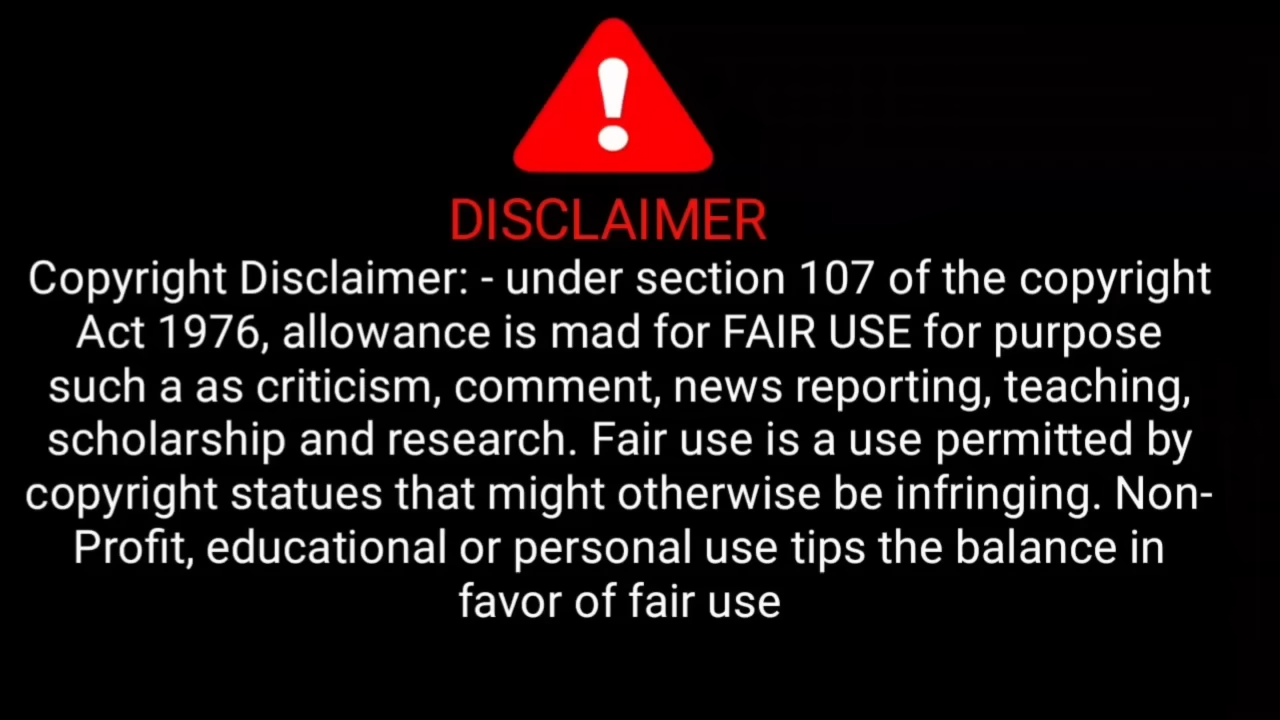 DISCLAIMER
Copyright Disclaimer: - under section 107 of the copyright
Act 1976, allowance is mad for FAIR USE for purpose
such a as criticism, comment, news reporting, teaching,
scholarship and research. Fair use is a use permitted by
copyright statues that might otherwise be infringing. Non-
Profit, educational or personal use tips the balance in
favor of fair use